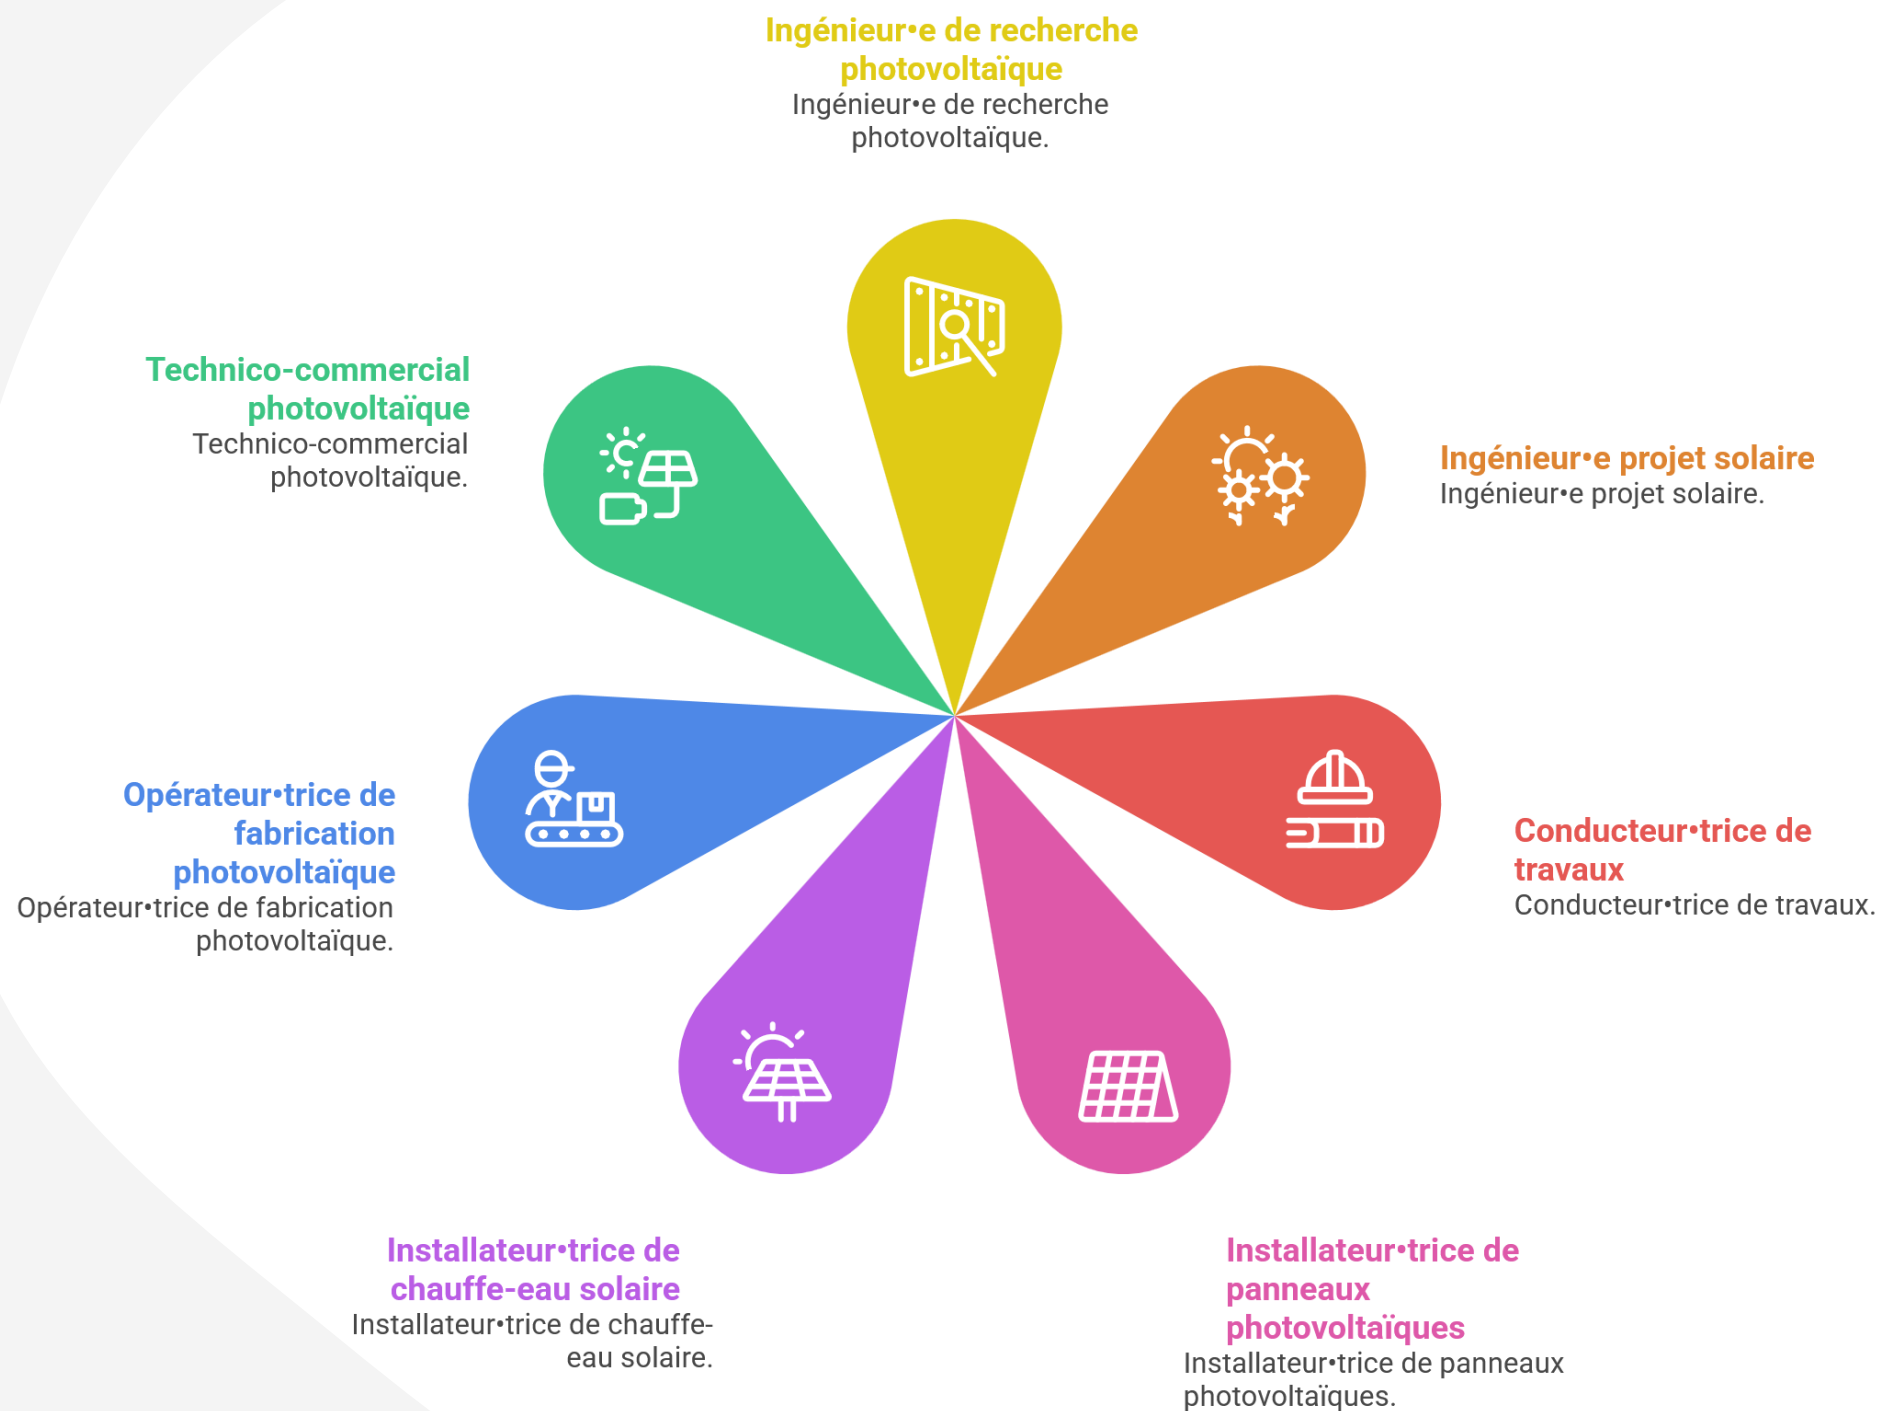 Ingénieur•e de recherche
photovoltaïque
Ingénieur•e de recherche
photovoltaïque.
Technico-commercial
photovoltaïque
Technico-commercial
photovoltaïque.
Ingénieur•e projet solaire
Ingénieur•e projet solaire.
Opérateur•trice de
fabrication
photovoltaïque
Opérateur•trice de fabrication
photovoltaïque.
Conducteur•trice de
travaux
Conducteur•trice de travaux.
Installateur•trice de
chauffe-eau solaire
Installateur•trice de chauffe-
eau solaire.
Installateur•trice de
panneaux
photovoltaïques
Installateur•trice de panneaux
photovoltaïques.